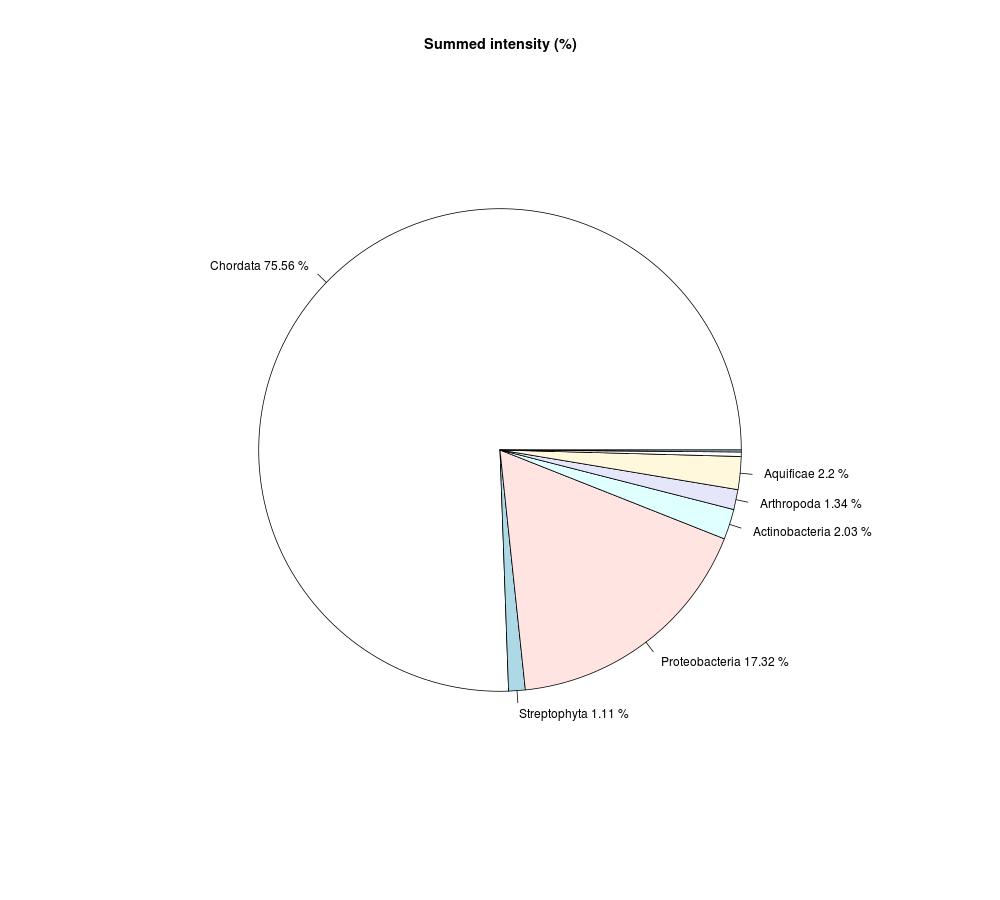 Summed intensity (%)
Chordata 75.56 %
Aquificae 2.2 %
Arthropoda 1.34 %
Actinobacteria 2.03 %
Proteobacteria 17.32 %
Streptophyta 1.11 %